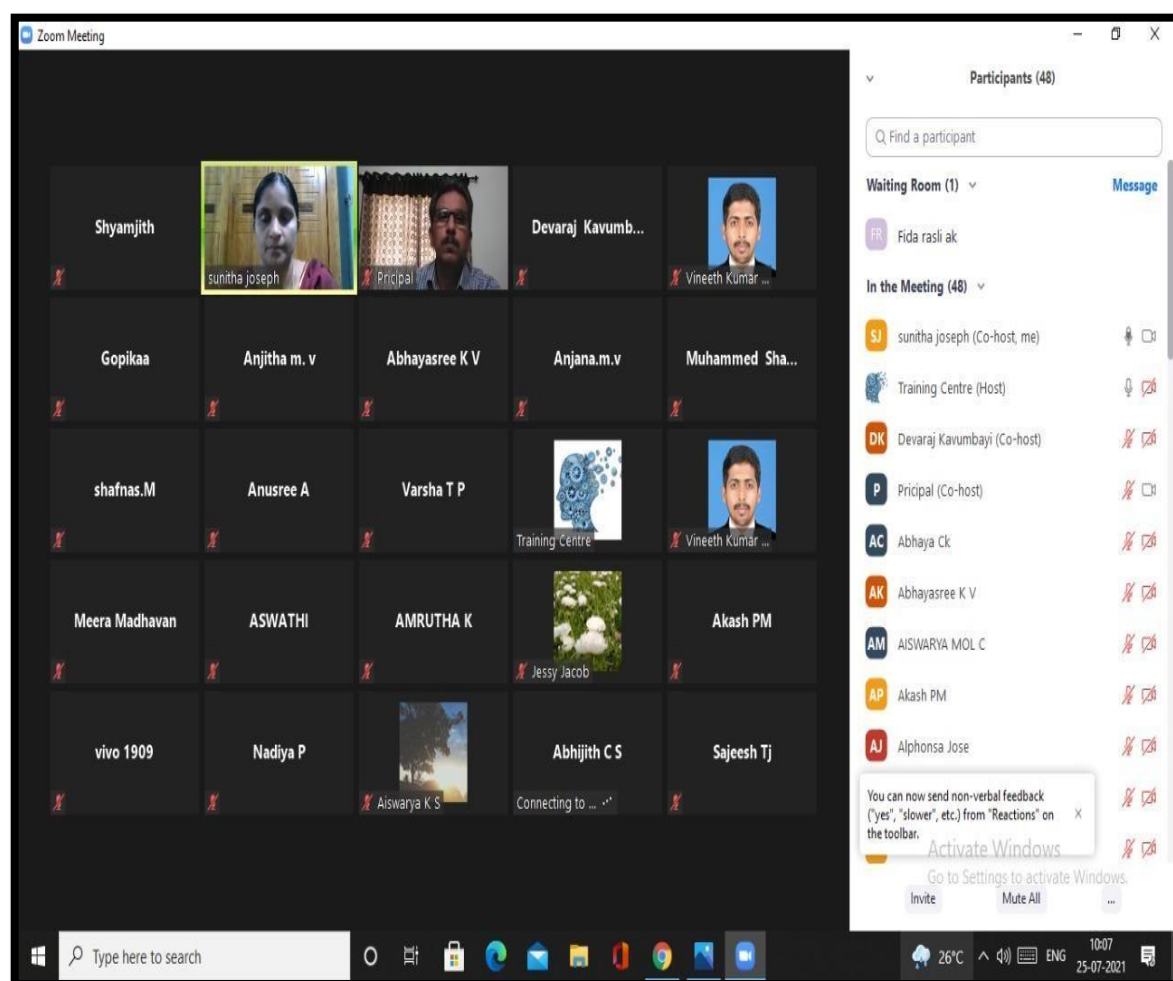 Zoom Meeting
Participants (48)
Find a participant
Waiting Room (1)
Message
FR
Fida rasli ak
In the Meeting (48)
SJ
sunitha joseph (Co-host, me)
Training Centre (Host)
DK
Devaraj Kavumbayi (Co-host)
P
Pricipal (Co-host)
AC
Abhaya Ck
AK
Abhayasree K V
AM
AISWARYA MOL C
AP
Akash PM
AJ
Alphonsa Jose
You can now send non-verbal feedback
("yes", "slower", etc.) from "Reactions" on
the toolbar.
Activate Windows
Go to Settings to activate Windows.
Invite
Mute All
...
Shyamjith
sunitha joseph
Pricipal
Devaraj Kavumb...
Vineeth Kumar ...
Gopikaa
Anjitha m. v
Abhayasree K V
Anjana.m.v
Muhammed Sha...
shafnas.M
Anusree A
Varsha T P
Training Centre
Vineeth Kumar ...
Meera Madhavan
ASWATHI
AMRUTHA K
Jessy Jacob
Akash PM
vivo 1909
Nadiya P
Aiswarya K S
Abhijith C S
Connecting to ...
Sajeesh Tj
Type here to search
26°C
ENG
10:07
25-07-2021